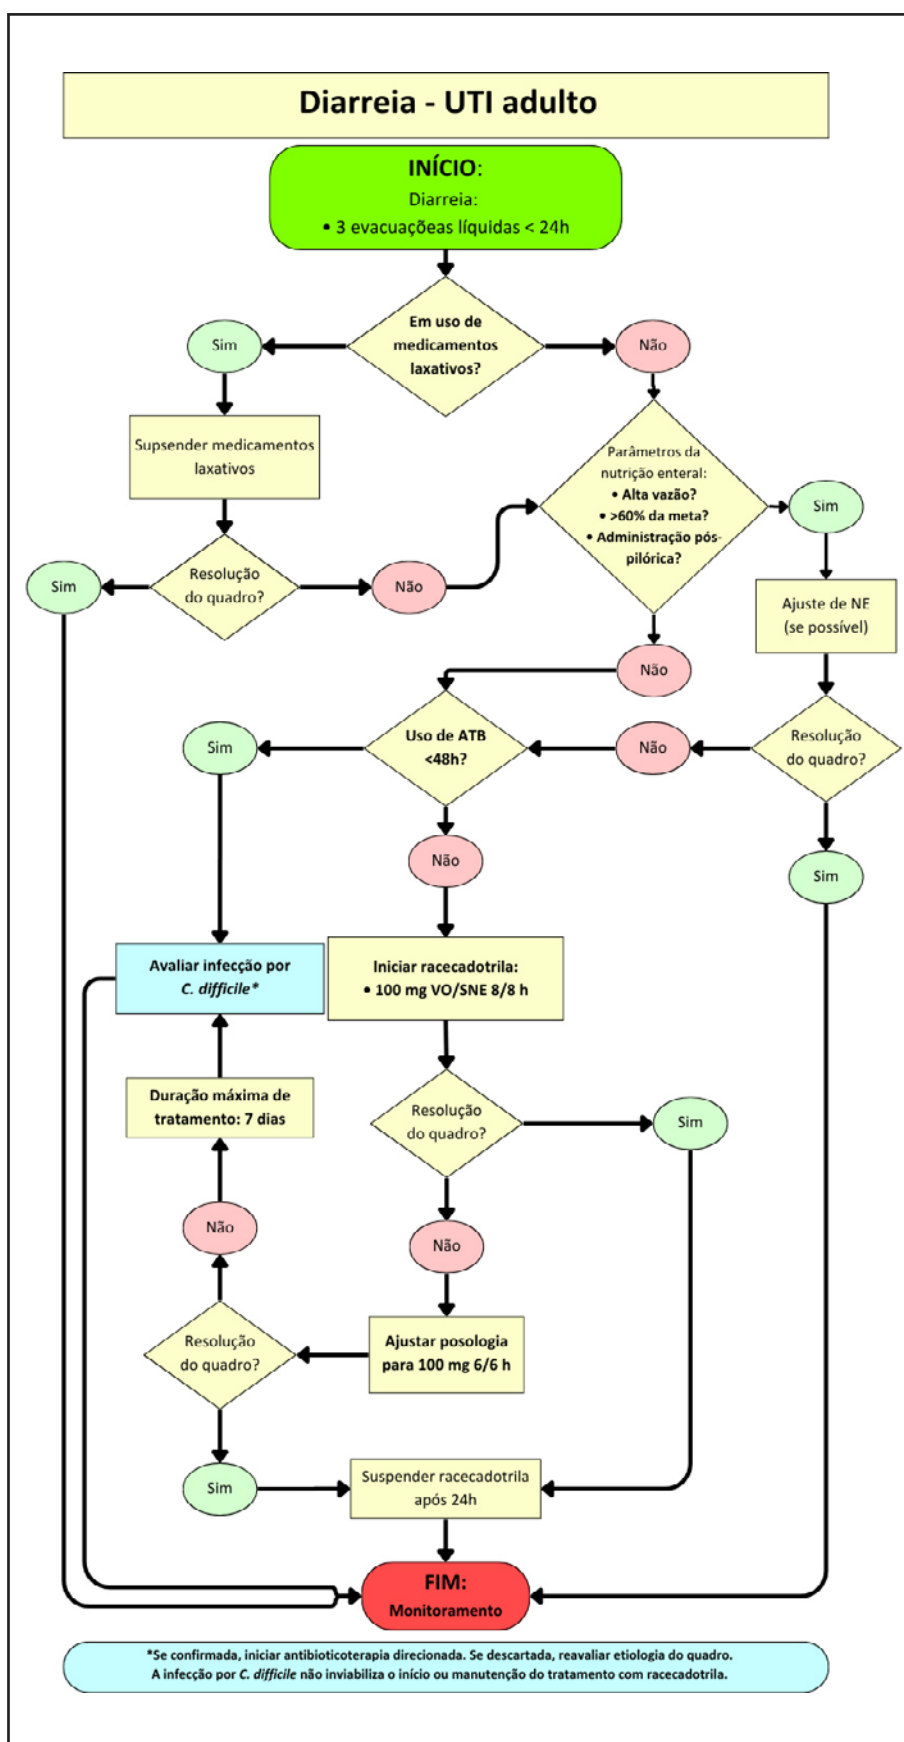 Diarreia - UTI adulto
INÍCIO:
Diarreia:
• 3 evacuaçõeas líquidas < 24h
Em uso de
medicamentos
laxativos?
Sim
Não
Supsender medicamentos
laxativos
Parâmetros da
nutrição enteral:
• Alta vazão?
• >60% da meta?
• Administração pós-
pilórica?
Sim
Resolução
do quadro?
Sim
Não
Ajuste de NE
(se possível)
Não
Uso de ATB
<48h?
Sim
Não
Resolução
do quadro?
Não
Sim
Avaliar infecção por
C. difficile*
Iniciar racecadotrila:
• 100 mg VO/SNE 8/8 h
Duração máxima de
tratamento: 7 dias
Resolução
do quadro?
Sim
Não
Não
Resolução
do quadro?
Ajustar posologia
para 100 mg 6/6 h
Sim
Suspender racecadotrila
após 24h
FIM:
Monitoramento
*Se confirmada, iniciar antibioticoterapia direcionada. Se descartada, reavaliar etiologia do quadro.
A infecção por C. difficile não inviabiliza o início ou manutenção do tratamento com racecadotrila.